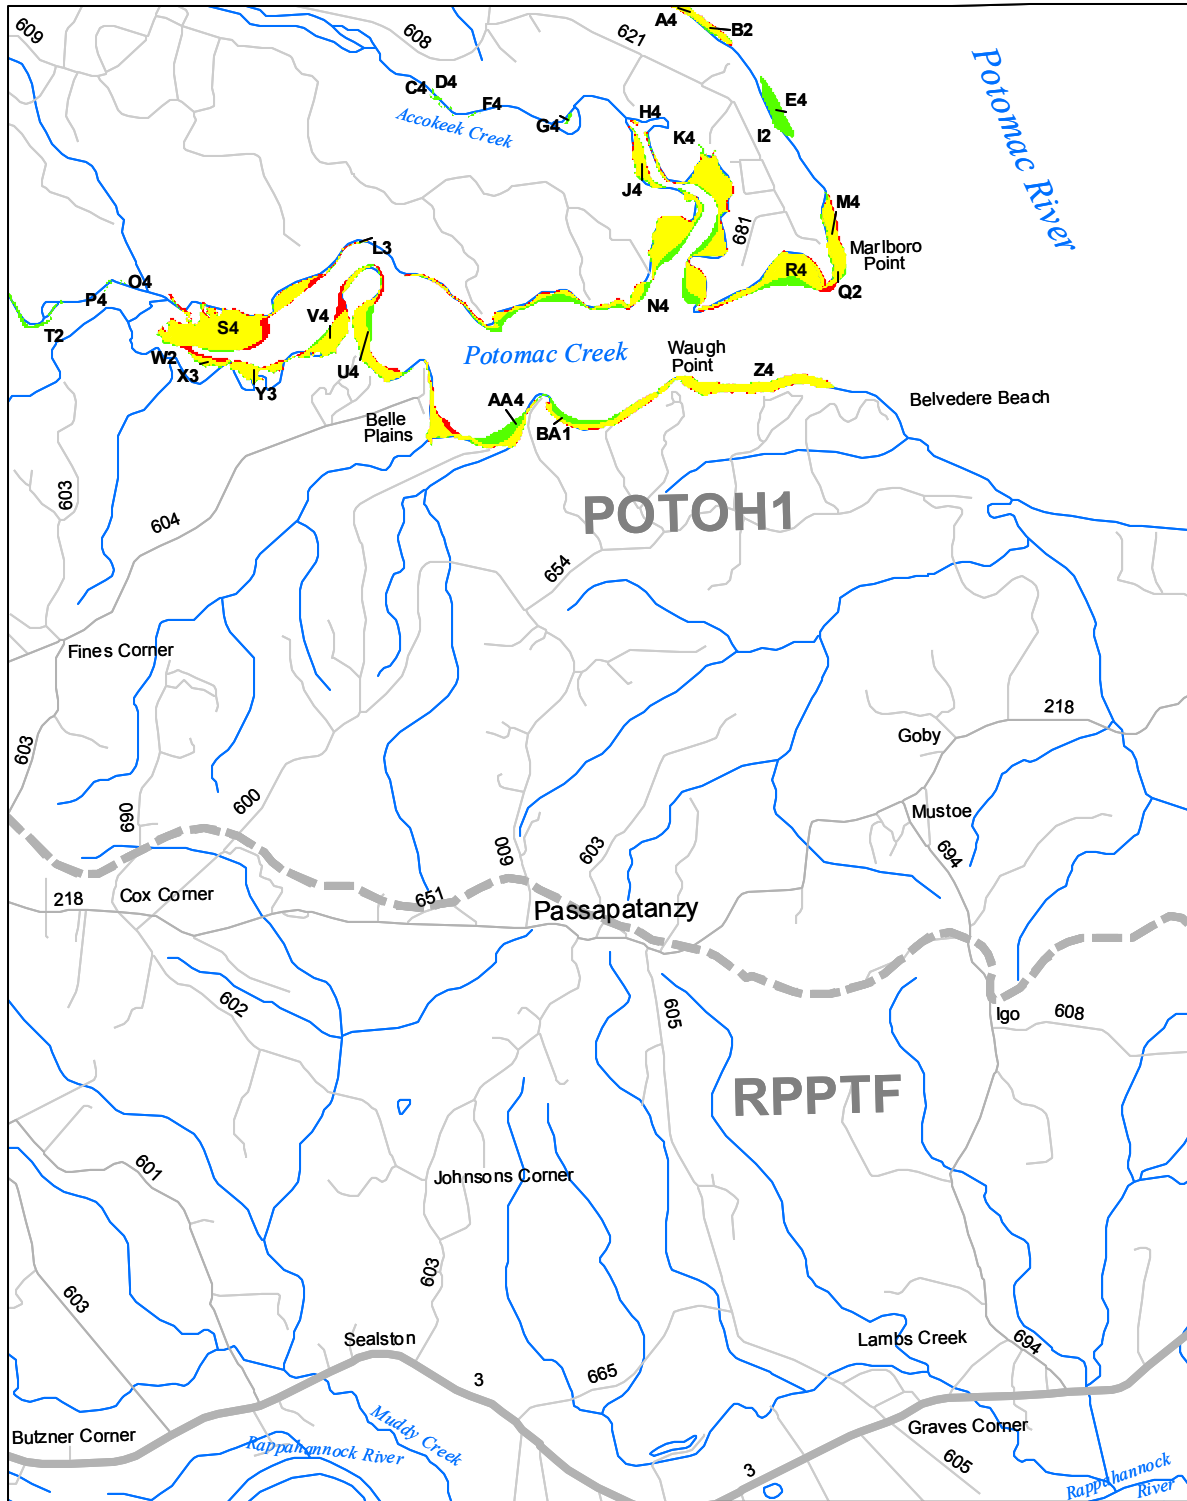 A4
B2
609
608
621
Potomac River
C4
D4
F4
E4
Accokeek Creek
G4
H4
I2
K4
J4
M4
681
Marlboro
Point
L3
R4
Q2
O4
P4
N4
T2
S4
V4
W2
X3
Y3
U4
Potomac Creek
Waugh
Point
Z4
AA4
BA1
Belvedere Beach
Belle
Plains
603
604
POTOH1
654
Fines Corner
603
218
Goby
690
600
Mustoe
600
603
694
218
Cox Corner
651
Passapatanzy
602
605
Igo
608
RPPTF
601
Johnsons Corner
603
603
Sealston
Lambs Creek
694
3
665
Butzner Corner
Muddy Creek
Rappahannock River
Graves Corner
3
605
Rappahannock
River